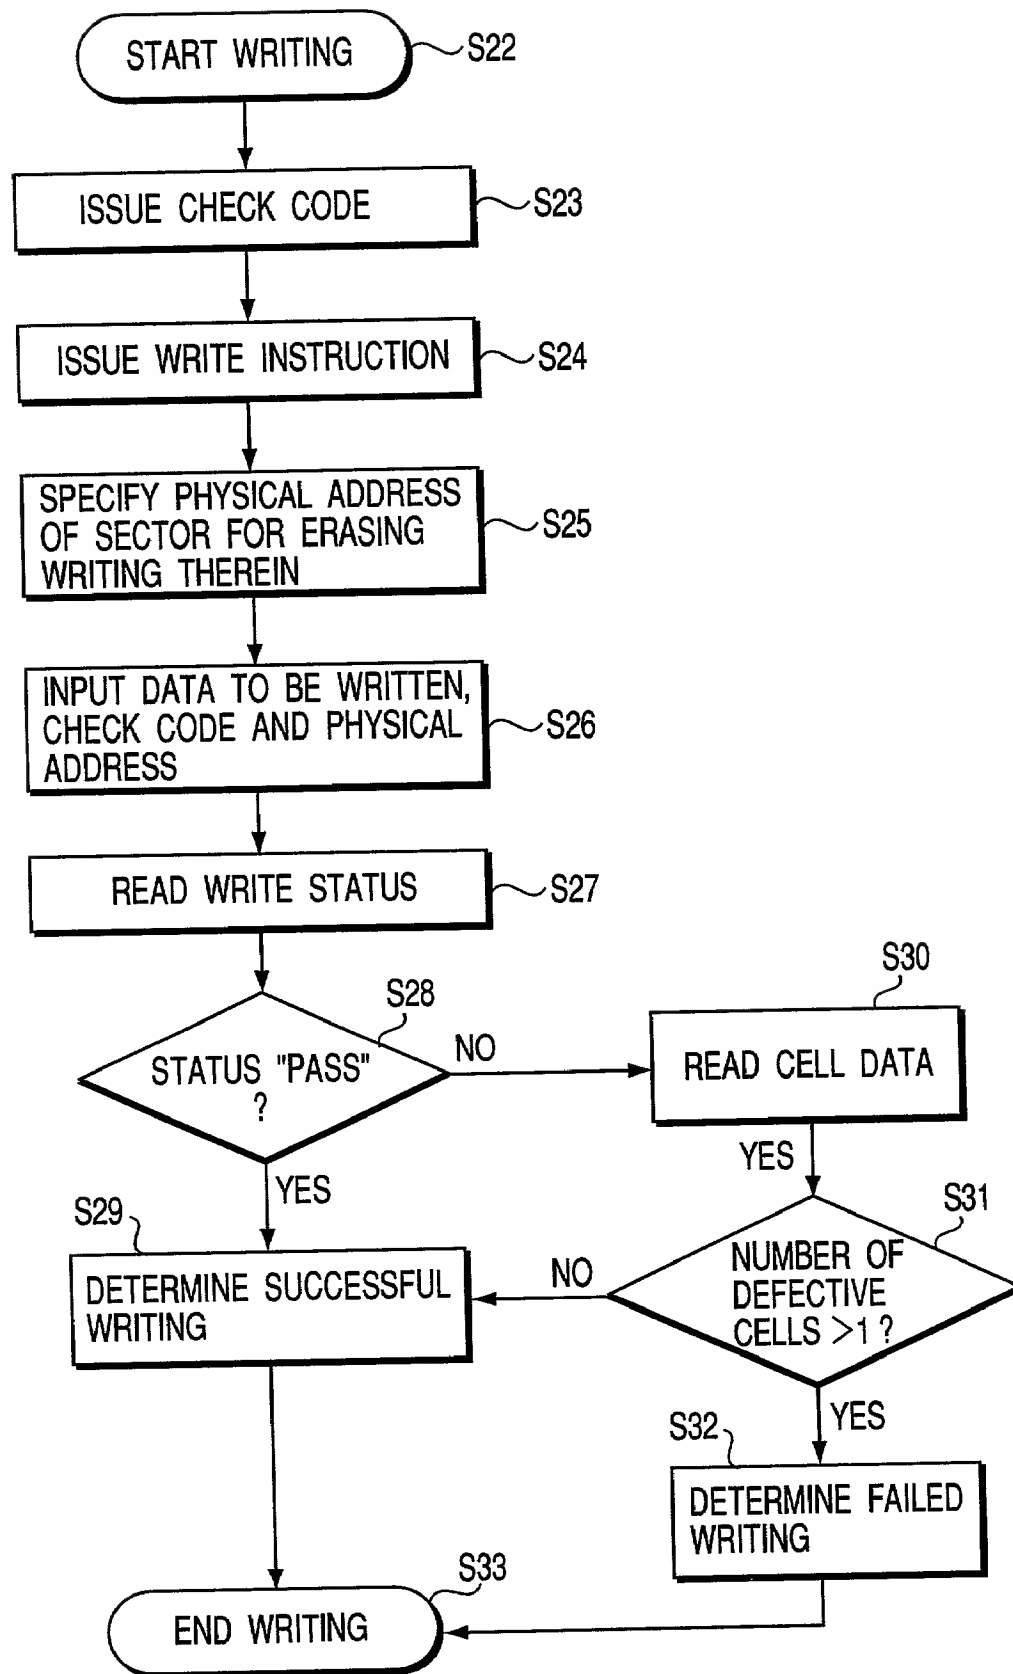 START WRITING
S22
ISSUE CHECK CODE
S23
ISSUE WRITE INSTRUCTION
S24
SPECIFY PHYSICAL ADDRESS
OF SECTOR FOR ERASING
WRITING THEREIN
S25
INPUT DATA TO BE WRITTEN,
CHECK CODE AND PHYSICAL
ADDRESS
S26
READ WRITE STATUS
S27
S28
STATUS "PASS"
?
NO
S30
READ CELL DATA
YES
YES
S29
DETERMINE SUCCESSFUL
WRITING
NO
S31
NUMBER OF
DEFECTIVE
CELLS >1 ?
YES
S32
DETERMINE FAILED
WRITING
S33
END WRITING